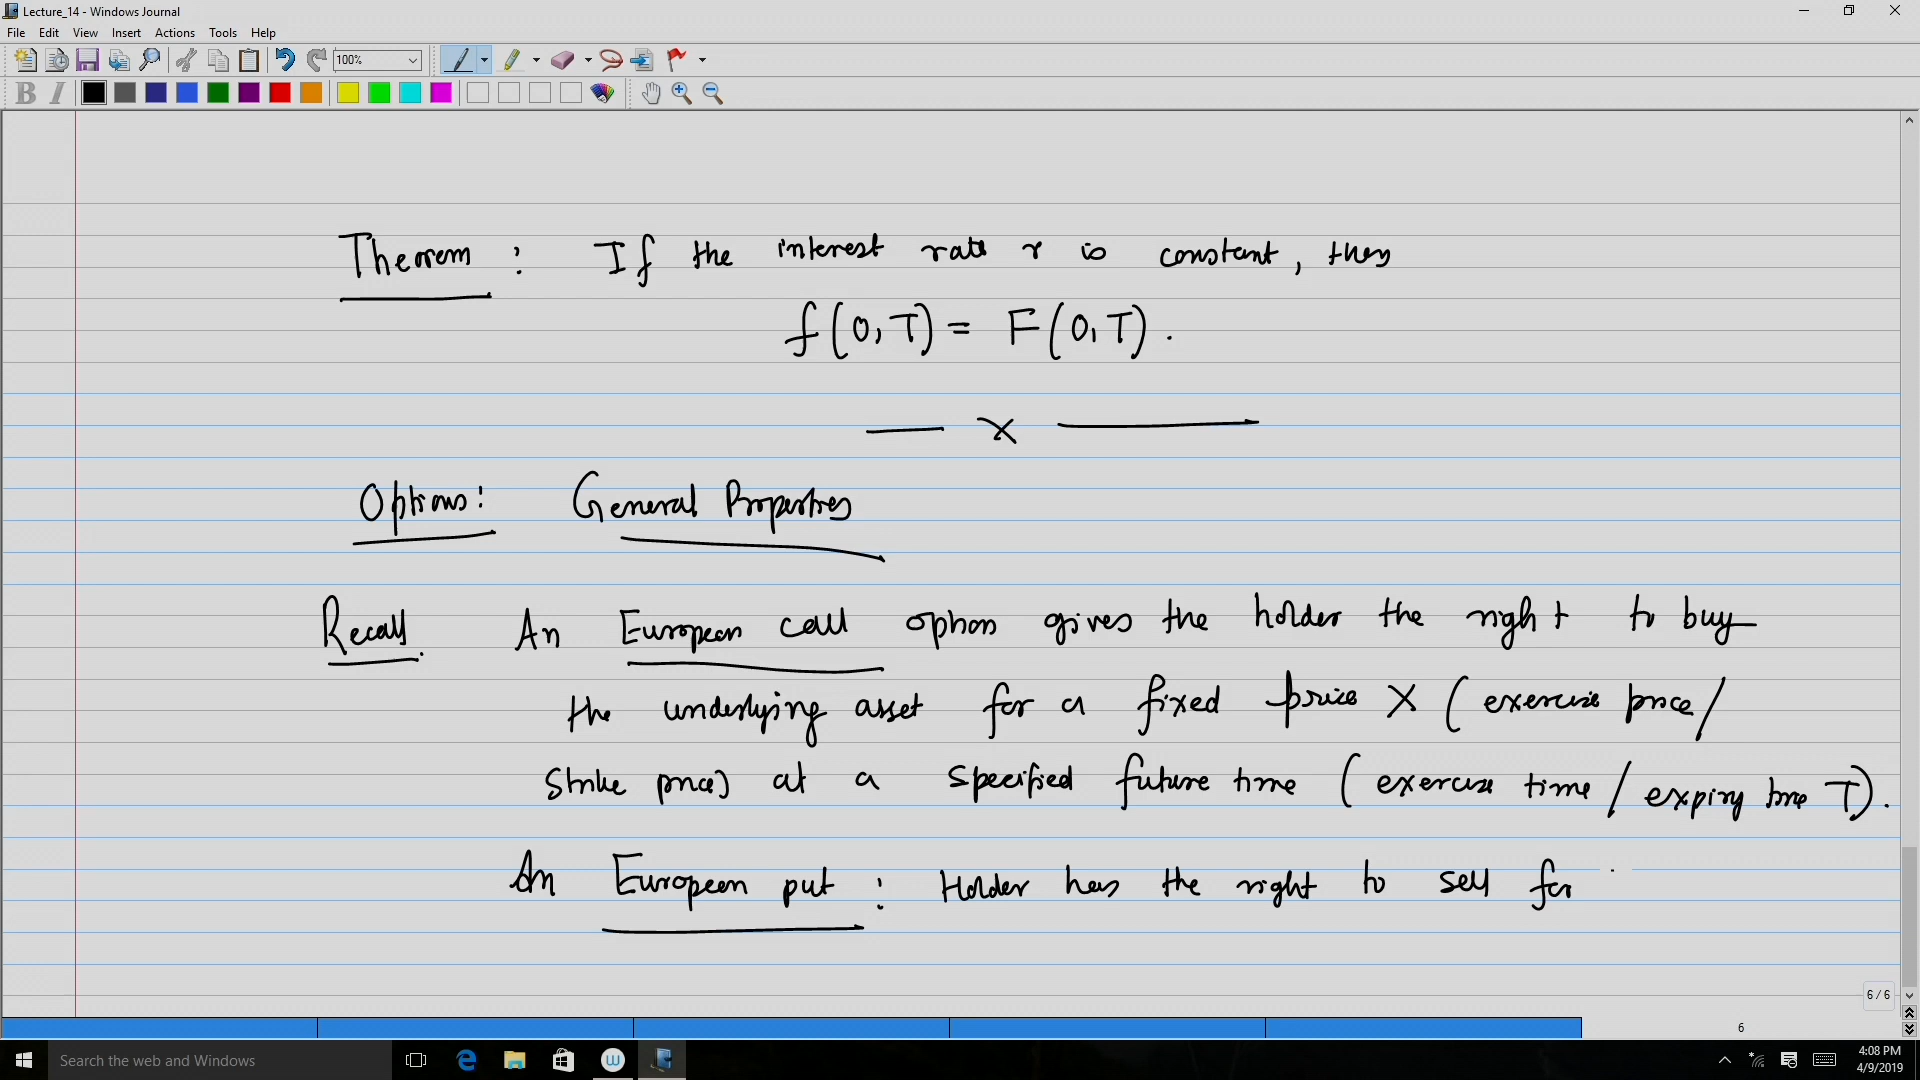 Lecture_14 - Windows Journal
File Edit View Insert Actions Tools Help
100%
B I
Theorem : If the interest rate r is constant, then
f(0,T) = F(0,T).
— X —
Options: General Properties
Recall. An European call option gives the holder the right to buy
the underlying asset for a fixed price X (exercise price/
strike price) at a specified future time (exercise time / expiry time T).
An European put : Holder has the right to sell for
6 / 6
6
Search the web and Windows
4:08 PM
4/9/2019